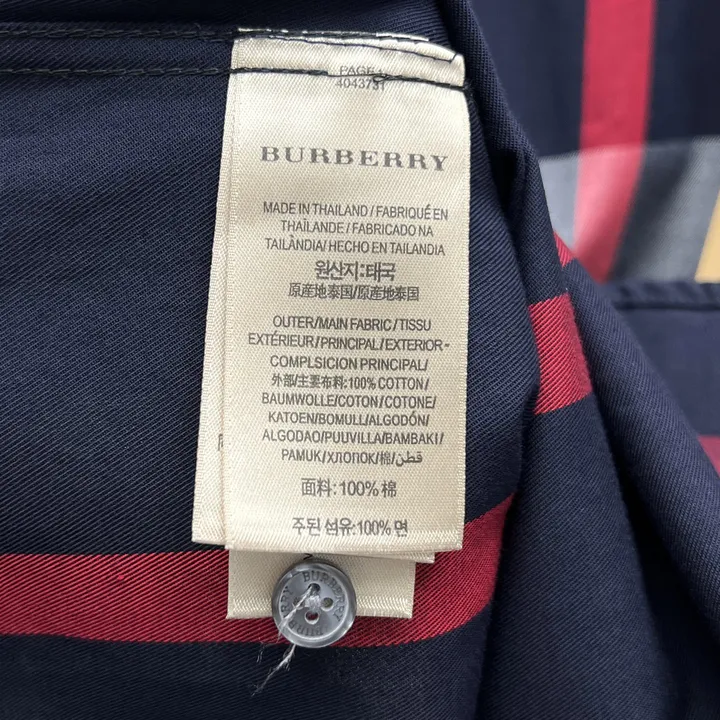 PAGE
4043731
BURBERRY
MADE IN THAILAND / FABRIQUÉ EN
THAÏLANDE / FABRICADO NA
TAILÂNDIA/ HECHO EN TAILANDIA
원산지:태국
原産地泰国/原産地泰国
OUTER/MAIN FABRIC/TISSU
EXTÉRIEUR/PRINCIPAL/EXTERIOR-
COMPLSICION PRINCIPAL/
外部/主要布料:100% COTTON/
BAUMWOLLE/COTON/COTONE/
KATOEN/BOMULL/ALGODÓN/
ALGODAO/PUUVILLA/BAMBAKI/
PAMUK/ХЛОПОК/棉/قطن
面料:100% 棉
주된 섬유:100% 면
BURBERRY
BURBERRY